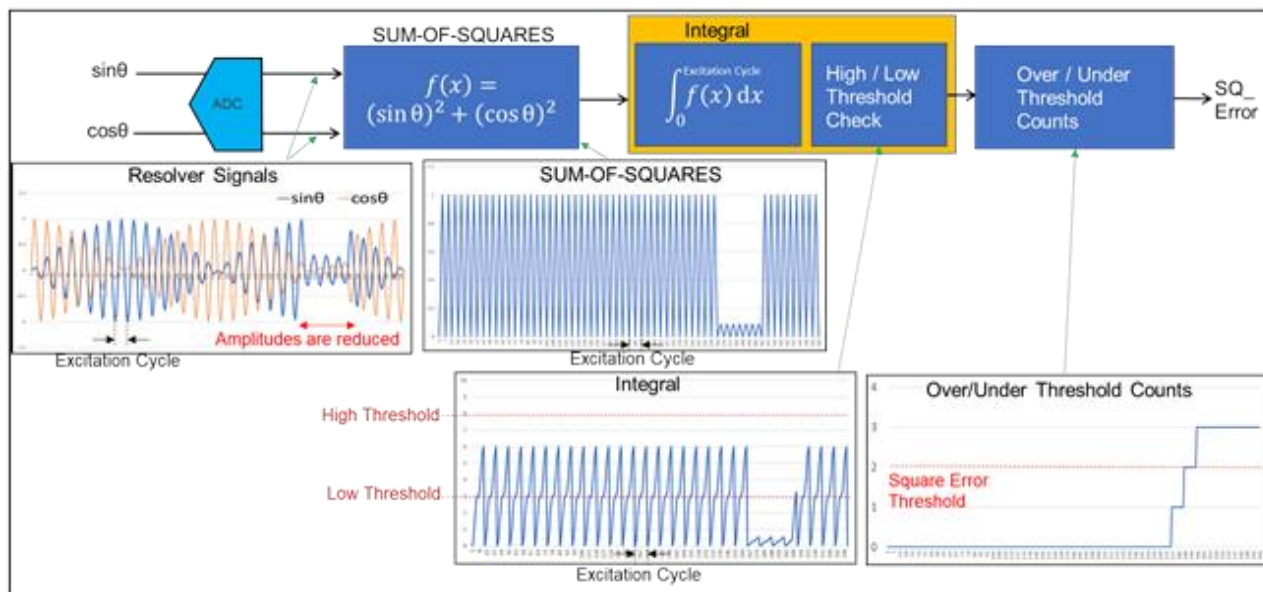 SUM-OF-SQUARES
Integral
sinθ
cosθ
ADC
f(x) =
(sin θ)² + (cos θ)²
∫₀^Excitation Cycle f(x) dx
High / Low
Threshold
Check
Over / Under
Threshold
Counts
SQ_
Error
Resolver Signals
sinθ cosθ
Amplitudes are reduced
Excitation Cycle
SUM-OF-SQUARES
Excitation Cycle
Integral
High Threshold
Low Threshold
Excitation Cycle
Over/Under Threshold Counts
4
3
2
1
0
Square Error
Threshold